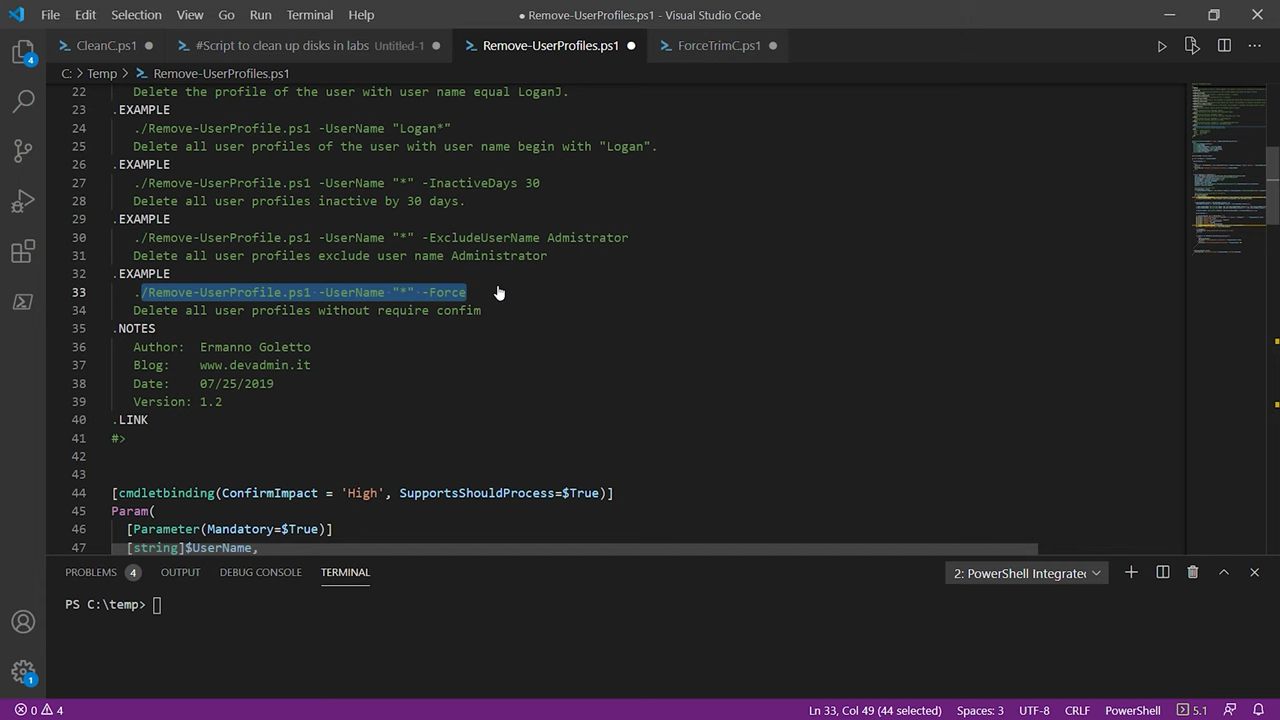 File Edit Selection View Go Run Terminal Help
● Remove-UserProfiles.ps1 - Visual Studio Code
CleanC.ps1
#Script to clean up disks in labs Untitled-1
Remove-UserProfiles.ps1
ForceTrimC.ps1
C: > Temp > Remove-UserProfiles.ps1
22 Delete the profile of the user with user name equal LoganJ.
23 .EXAMPLE
24 ./Remove-UserProfile.ps1 -UserName "Logan*"
25 Delete all user profiles of the user with user name begin with "Logan".
26 .EXAMPLE
27 ./Remove-UserProfile.ps1 -UserName "*" -InactiveDays 30
28 Delete all user profiles inactive by 30 days.
29 .EXAMPLE
30 ./Remove-UserProfile.ps1 -UserName "*" Admistrator
31 Delete all user profiles exclude user name Administrator
32 .EXAMPLE
33 ./Remove-UserProfile.ps1 -UserName "*" -Force
34 Delete all user profiles without require confim
35 .NOTES
36 Author: Ermanno Goletto
37 Blog: www.devadmin.it
38 Date: 07/25/2019
39 Version: 1.2
40 .LINK
41 #>
42
43
44 [cmdletbinding(ConfirmImpact = 'High', SupportsShouldProcess=$True)]
45 Param(
46 [Parameter(Mandatory=$True)]
47 [string]$UserName,
PROBLEMS 4 OUTPUT DEBUG CONSOLE TERMINAL
2: PowerShell Integrated
PS C:\temp>
4
1
0 4
Ln 33, Col 49 (44 selected) Spaces: 3 UTF-8 CRLF PowerShell 5.1